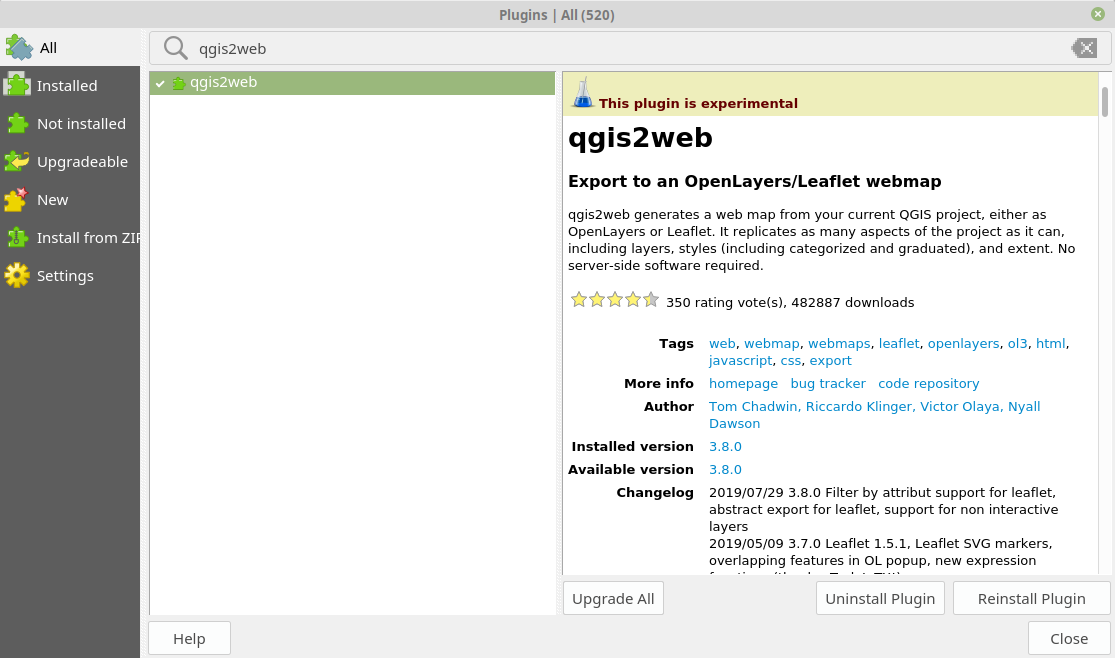 Plugins | All (520)
All
Installed
Not installed
Upgradeable
New
Install from ZIP
Settings
qgis2web
qgis2web
This plugin is experimental
qgis2web
Export to an OpenLayers/Leaflet webmap
qgis2web generates a web map from your current QGIS project, either as
OpenLayers or Leaflet. It replicates as many aspects of the project as it can,
including layers, styles (including categorized and graduated), and extent. No
server-side software required.
350 rating vote(s), 482887 downloads
Tags web, webmap, webmaps, leaflet, openlayers, ol3, html,
javascript, css, export
More info homepage bug tracker code repository
Author Tom Chadwin, Riccardo Klinger, Victor Olaya, Nyall
Dawson
Installed version 3.8.0
Available version 3.8.0
Changelog 2019/07/29 3.8.0 Filter by attribut support for leaflet,
abstract export for leaflet, support for non interactive
layers
2019/05/09 3.7.0 Leaflet 1.5.1, Leaflet SVG markers,
overlapping features in OL popup, new expression
Upgrade All Uninstall Plugin Reinstall Plugin
Help Close